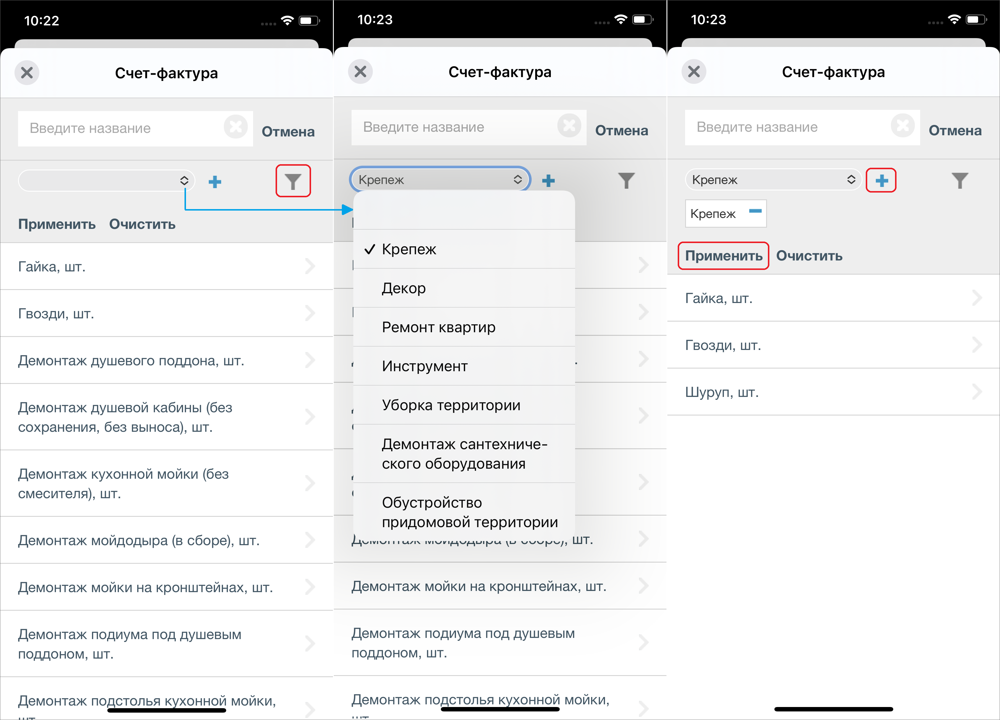 10:22
Счет-фактура
Введите название
Отмена
Применить Очистить
Гайка, шт.
Гвозди, шт.
Демонтаж душевого поддона, шт.
Демонтаж душевой кабины (без
сохранения, без выноса), шт.
Демонтаж кухонной мойки (без
смесителя), шт.
Демонтаж мойдодыра (в сборе), шт.
Демонтаж мойки на кронштейнах, шт.
Демонтаж подиума под душевым
поддоном, шт.
Демонтаж подстолья кухонной мойки,
шт.
10:23
Счет-фактура
Введите название
Отмена
Крепеж
Крепеж
Декор
Ремонт квартир
Инструмент
Уборка территории
Демонтаж сантехниче-
ского оборудования
Обустройство
придомовой территории
Демонтаж мойдодыра (в сборе), шт.
Демонтаж мойки на кронштейнах, шт.
Демонтаж подиума под душевым
поддоном, шт.
Демонтаж подстолья кухонной мойки,
шт.
10:23
Счет-фактура
Введите название
Отмена
Крепеж
Крепеж
Применить Очистить
Гайка, шт.
Гвозди, шт.
Шуруп, шт.